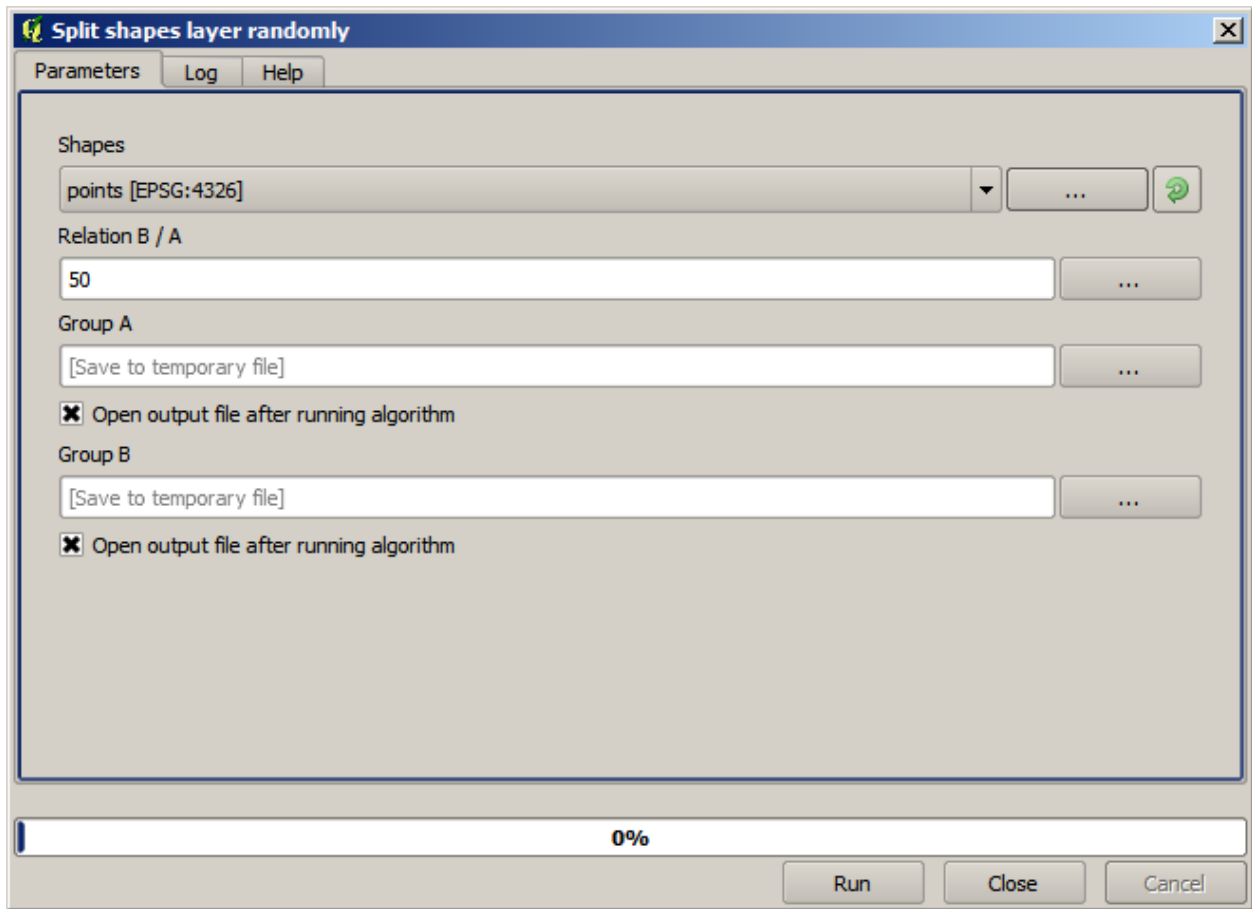 Split shapes layer randomly
Parameters Log Help
Shapes
points [EPSG:4326] ...
Relation B / A
50 ...
Group A
[Save to temporary file] ...
Open output file after running algorithm
Group B
[Save to temporary file] ...
Open output file after running algorithm
0%
Run Close Cancel